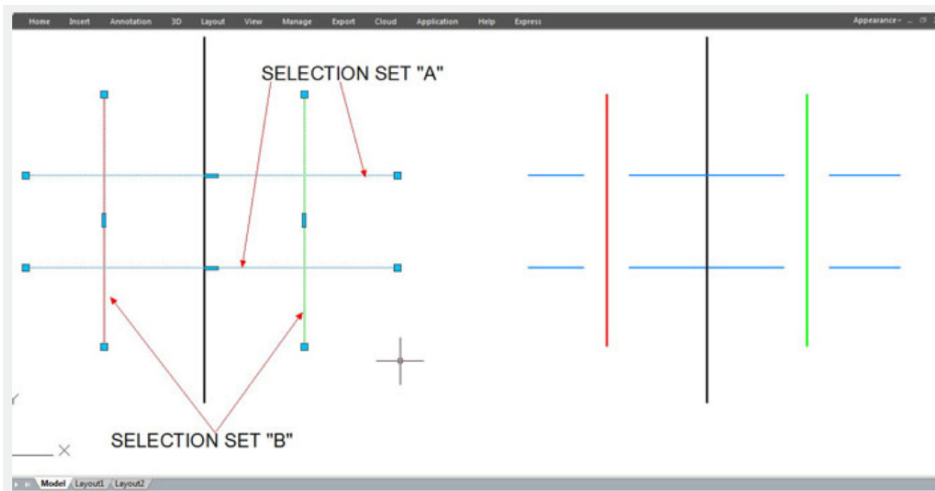 Home Insert Annotation 3D Layout View Manage Export Cloud Application Help Express Appearance
SELECTION SET "A"
SELECTION SET "B"
Y
X
Model Layout1 Layout2